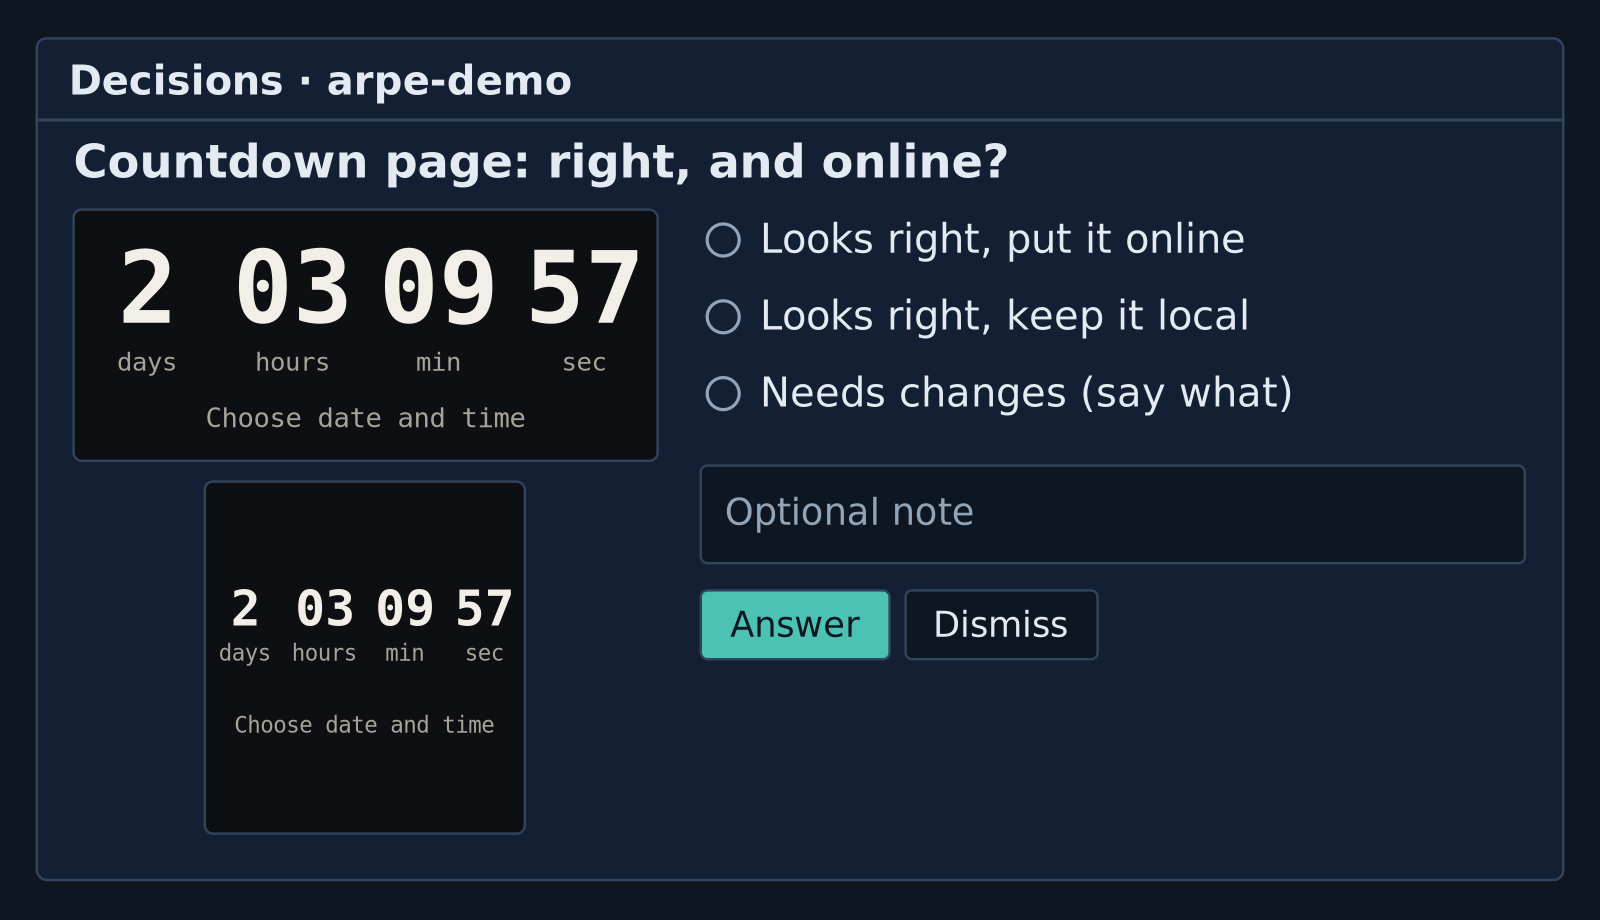 Decisions · arpe-demo
Countdown page: right, and online?
2 03 09 57
days hours min sec
Choose date and time
2 03 09 57
days hours min sec
Choose date and time
Looks right, put it online
Looks right, keep it local
Needs changes (say what)
Optional note
Answer Dismiss